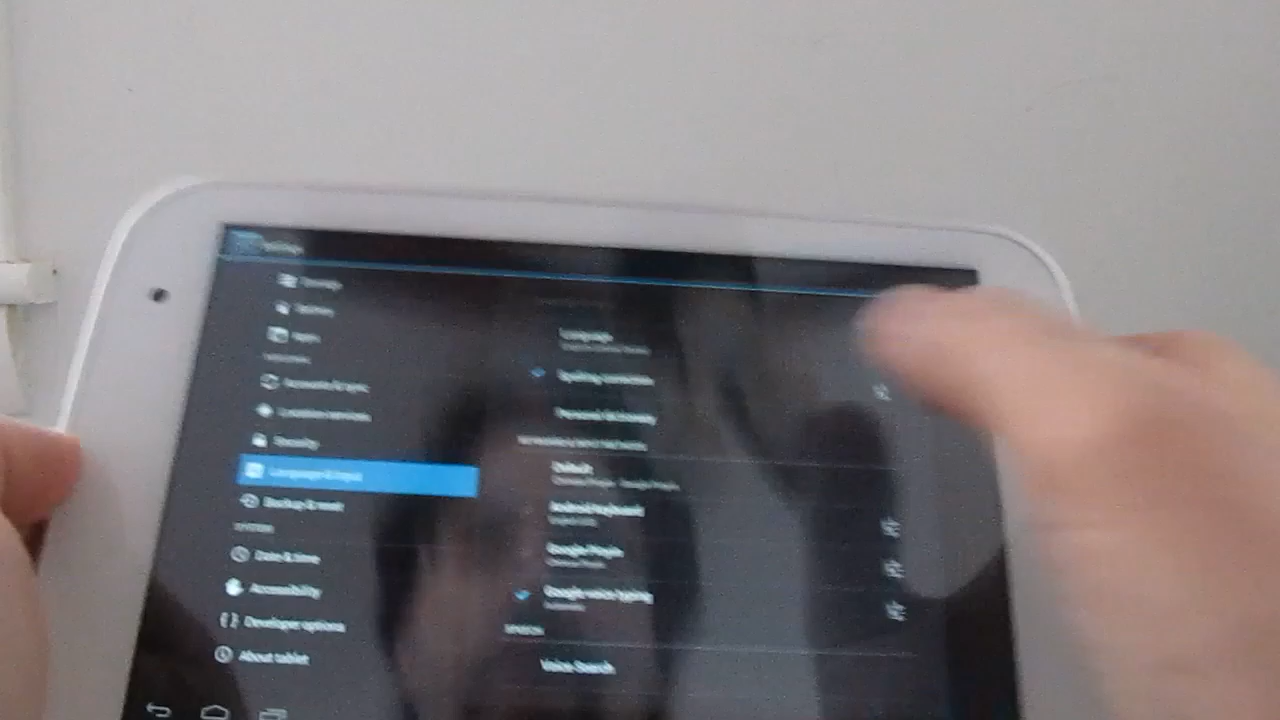 Settings
Storage
Battery
Apps
PERSONAL
Accounts & sync
Location services
Security
Language & input
Backup & reset
SYSTEM
Date & time
Accessibility
Developer options
About tablet
Language
Spelling correction
Personal dictionary
KEYBOARD & INPUT METHODS
Default
Android keyboard
Google Pinyin
Google voice typing
SPEECH
Voice Search